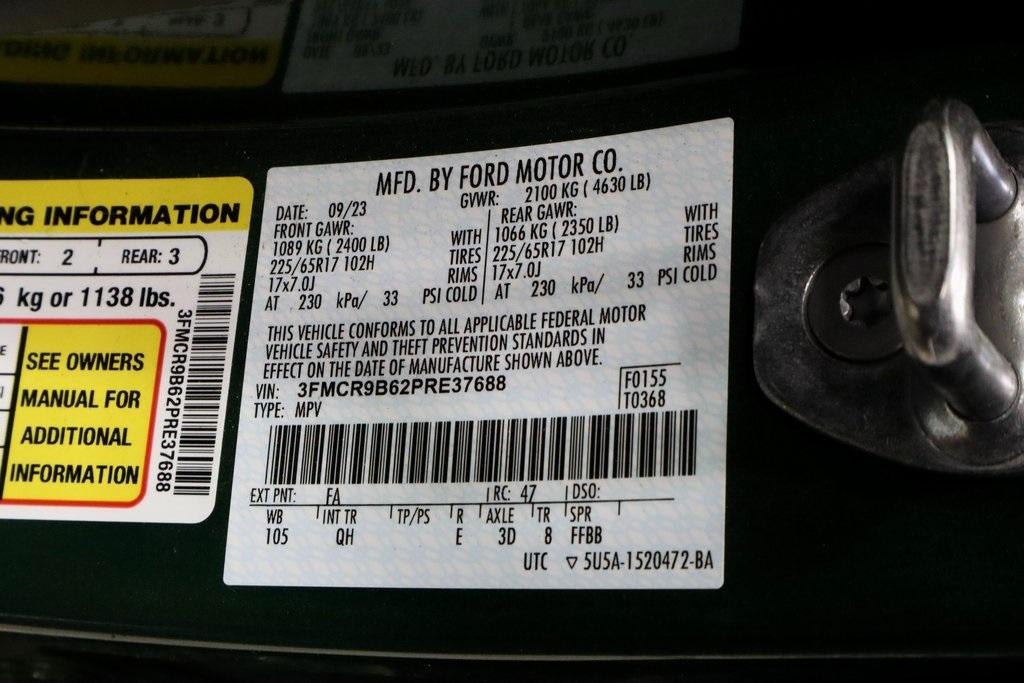 NG INFORMATION
FRONT: 2 REAR: 3
kg or 1138 lbs.
SEE OWNERS
MANUAL FOR
ADDITIONAL
INFORMATION
3FMCR9B62PRE37688
MFD. BY FORD MOTOR CO.
DATE: 09/23 GVWR: 2100 KG ( 4630 LB)
FRONT GAWR: REAR GAWR:
1089 KG ( 2400 LB) WITH 1066 KG ( 2350 LB) WITH
225/65R17 102H TIRES 225/65R17 102H TIRES
17x7.0J RIMS 17x7.0J RIMS
AT 230 kPa/ 33 PSI COLD AT 230 kPa/ 33 PSI COLD
THIS VEHICLE CONFORMS TO ALL APPLICABLE FEDERAL MOTOR
VEHICLE SAFETY AND THEFT PREVENTION STANDARDS IN
EFFECT ON THE DATE OF MANUFACTURE SHOWN ABOVE.
VIN: 3FMCR9B62PRE37688 F0155
TYPE: MPV T0368
EXT PNT: FA RC: 47 DSO:
WB INT TR TP/PS R AXLE TR SPR
105 QH E 3D 8 FFBB
UTC ▽ 5U5A-1520472-BA